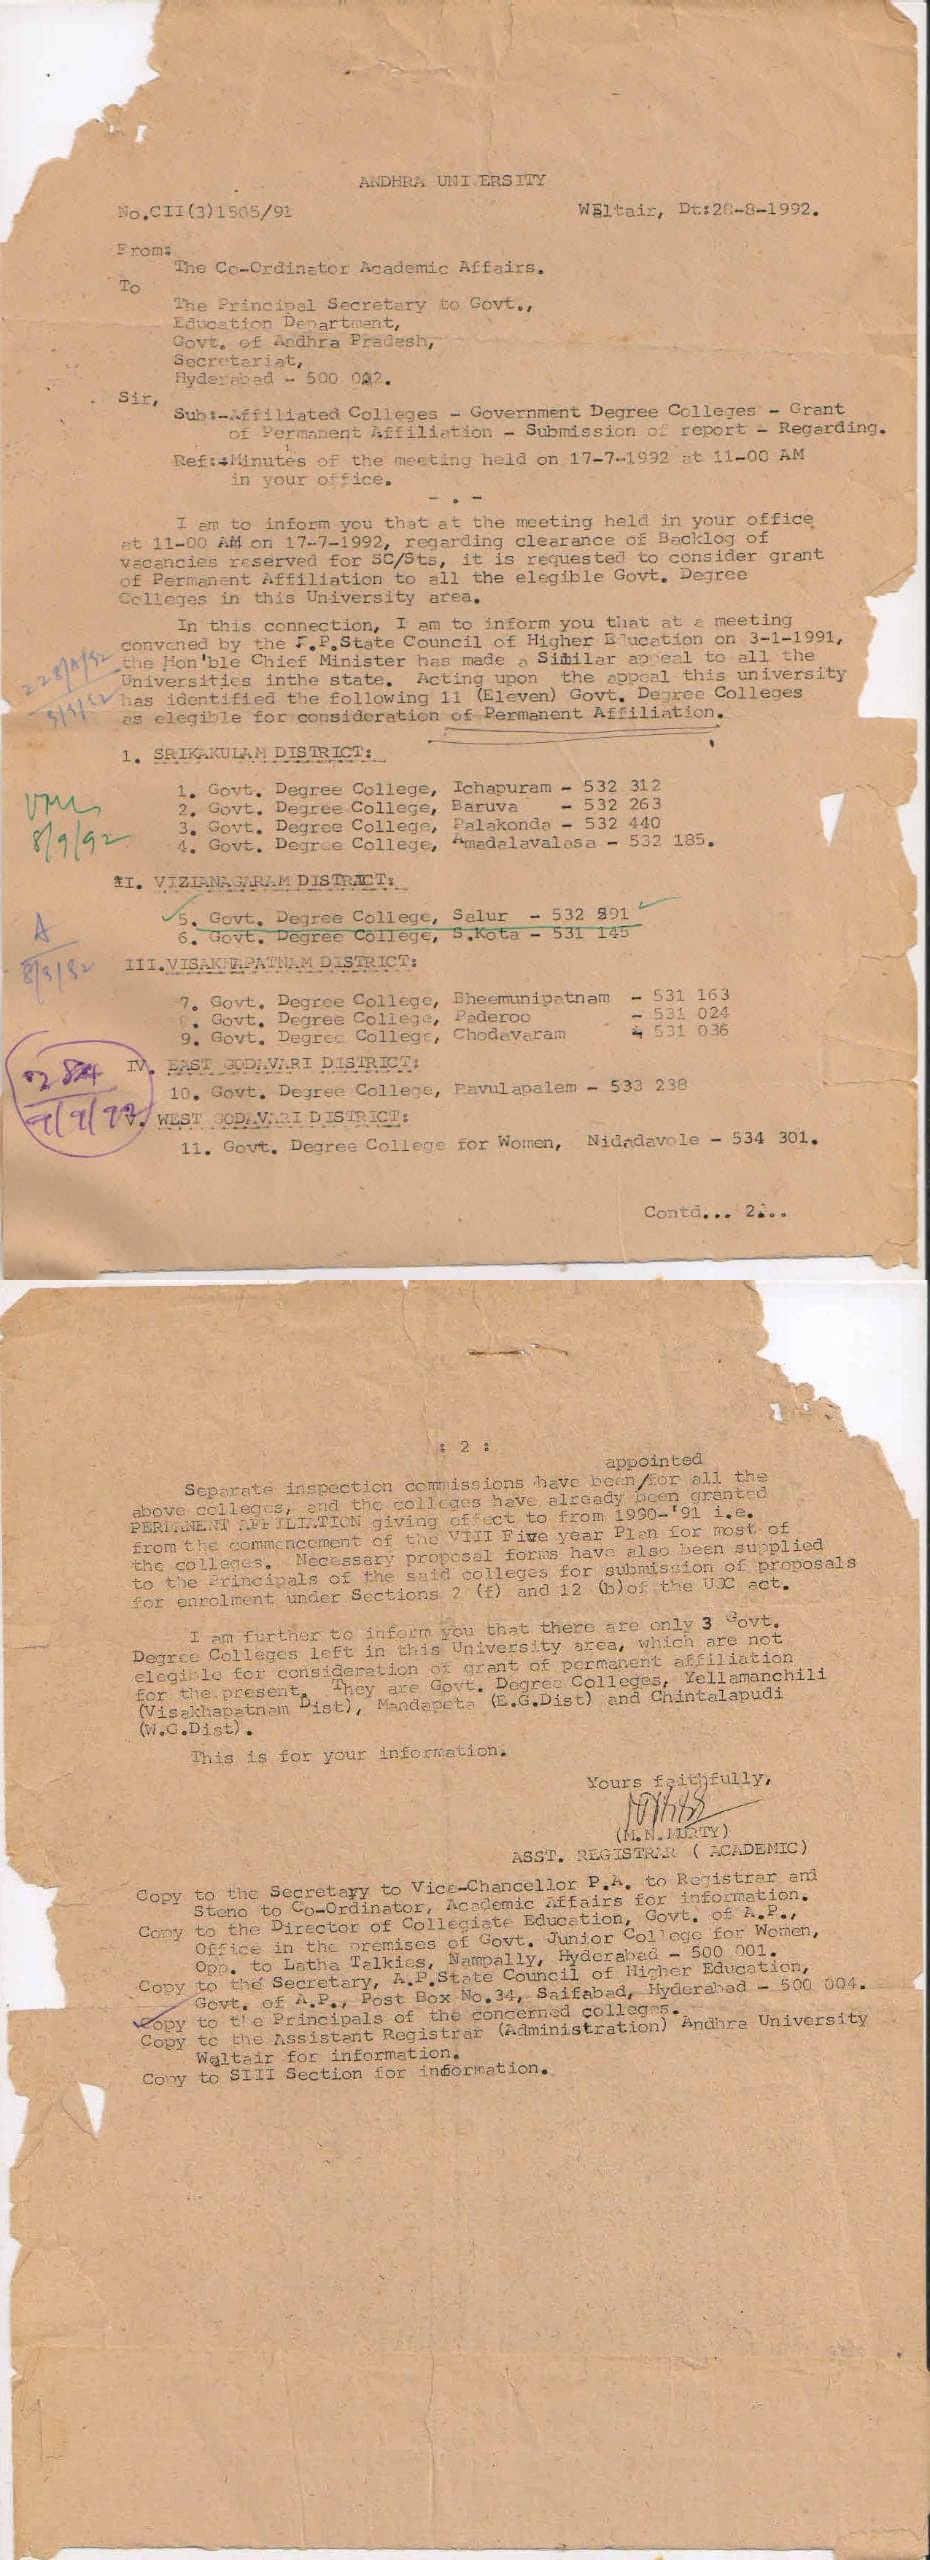 ANDHRA UNI ERSITY
No.CII(3)1505/91 Waltair, Dt:28-8-1992.
From:
The Co-Ordinator Academic Affairs.
To
The Principal Secretary to Govt.,
Education Department,
Govt. of Andhra Pradesh,
Secretariat,
Hyderabad - 500 002.
Sir,
Sub:-Affiliated Colleges - Government Degree Colleges - Grant
of Permanent Affiliation - Submission of report - Regarding.
Ref:-Minutes of the meeting held on 17-7-1992 at 11-00 AM
in your office.
- . -
I am to inform you that at the meeting held in your office
at 11-00 AM on 17-7-1992, regarding clearance of Backlog of
vacancies reserved for SC/Sts, it is requested to consider grant
of Permanent Affiliation to all the elegible Govt. Degree
Colleges in this University area.
In this connection, I am to inform you that at a meeting
convened by the A.P.State Council of Higher Education on 3-1-1991,
the Hon'ble Chief Minister has made a Similar appeal to all the
Universities inthe state. Acting upon the appeal this university
has identified the following 11 (Eleven) Govt. Degree Colleges
as elegible for consideration of Permanent Affiliation.
1. SRIKAKULAM DISTRICT:
1. Govt. Degree College, Ichapuram - 532 312
2. Govt. Degree College, Baruva - 532 263
3. Govt. Degree College, Palakonda - 532 440
4. Govt. Degree College, Amadalavalasa - 532 185.
8/9/92
II. VIZIANAGARAM DISTRICT:
5. Govt. Degree College, Salur - 532 591
6. Govt. Degree College, S.Kota - 531 145
III.VISAKHAPATNAM DISTRICT:
7. Govt. Degree College, Bheemunipatnam - 531 163
8. Govt. Degree College, Paderoo - 531 024
9. Govt. Degree College, Chodavaram - 531 036
IV. EAST GODAVARI DISTRICT:
10. Govt. Degree College, Ravulapalem - 533 238
9/9/92
V. WEST GODAVARI DISTRICT:
11. Govt. Degree College for Women, Nidadavole - 534 301.
Contd... 2...
: 2 :
appointed
Separate inspection commissions have been/for all the
above colleges, and the colleges have already been granted
PERMANENT AFFILIATION giving effect to from 1990-'91 i.e.
from the commencement of the VIII Five year Plan for most of
the colleges. Necessary proposal forms have also been supplied
to the Principals of the said colleges for submission of proposals
for enrolment under Sections 2 (f) and 12 (b)of the UGC act.
I am further to inform you that there are only 3 Govt.
Degree Colleges left in this University area, which are not
elegible for consideration of grant of permanent affiliation
for the present. They are Govt. Degree Colleges, Yellamanchili
(Visakhapatnam Dist), Mandapeta (E.G.Dist) and Chintalapudi
(W.G.Dist).
This is for your information.
Yours faithfully,
(M.N.MURTY)
ASST. REGISTRAR ( ACADEMIC)
Copy to the Secretary to Vice-Chancellor P.A. to Registrar and
Steno to Co-Ordinator, Academic Affairs for information.
Copy to the Director of Collegiate Education, Govt. of A.P.,
Office in the premises of Govt. Junior College for Women,
Opp. to Latha Talkies, Nampally, Hyderabad - 500 001.
Copy to the Secretary, A.P.State Council of Higher Education,
Govt. of A.P., Post Box No.34, Saifabad, Hyderabad - 500 004.
Copy to the Principals of the concerned colleges.
Copy to the Assistant Registrar (Administration) Andhra University
Waltair for information.
Copy to SIII Section for information.